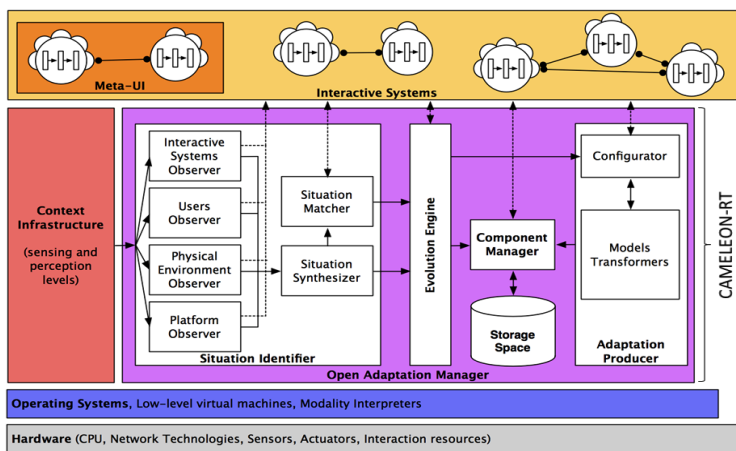 Meta-UI
Interactive Systems
Context
Infrastructure
(sensing and
perception
levels)
Interactive
Systems
Observer
Users
Observer
Physical
Environment
Observer
Platform
Observer
Situation
Matcher
Situation
Synthesizer
Situation Identifier
Evolution Engine
Component
Manager
Storage
Space
Configurator
Models
Transformers
Adaptation
Producer
Open Adaptation Manager
CAMELEON-RT
Operating Systems, Low-level virtual machines, Modality Interpreters
Hardware (CPU, Network Technologies, Sensors, Actuators, Interaction resources)